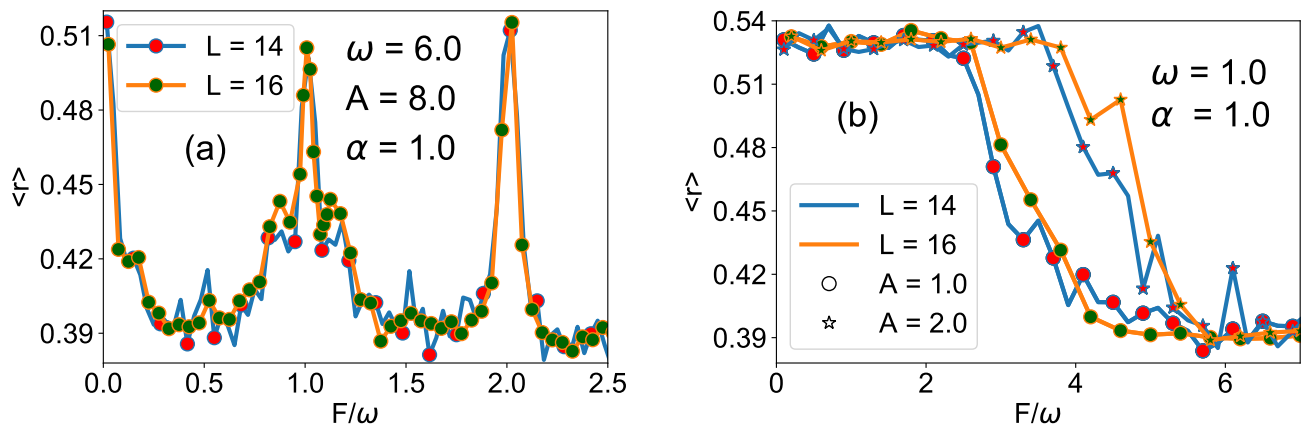 0.51
0.48
0.45
0.42
0.39
<r>
L = 14
L = 16
ω = 6.0
A = 8.0
α = 1.0
(a)
0.0
0.5
1.0
1.5
2.0
2.5
F/ω
0.54
0.51
0.48
0.45
0.42
0.39
<r>
ω = 1.0
α = 1.0
(b)
L = 14
L = 16
A = 1.0
A = 2.0
0
2
4
6
F/ω